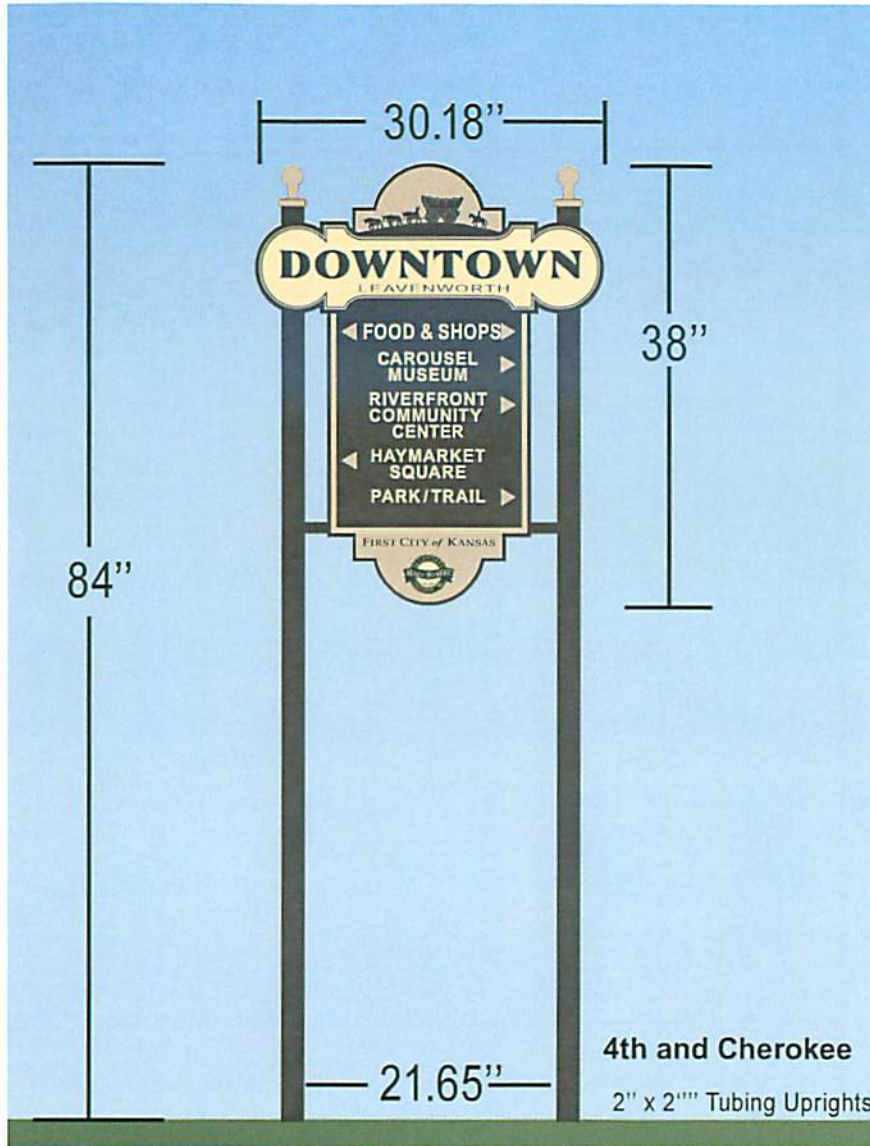 30.18’’
DOWNTOWN
LEAVENWORTH
FOOD & SHOPS
CAROUSEL
MUSEUM
RIVERFRONT
COMMUNITY
CENTER
HAYMARKET
SQUARE
PARK/TRAIL
FIRST CITY of KANSAS
38’’
84’’
21.65’’
4th and Cherokee
2’’ x 2‘’’’ Tubing Uprights